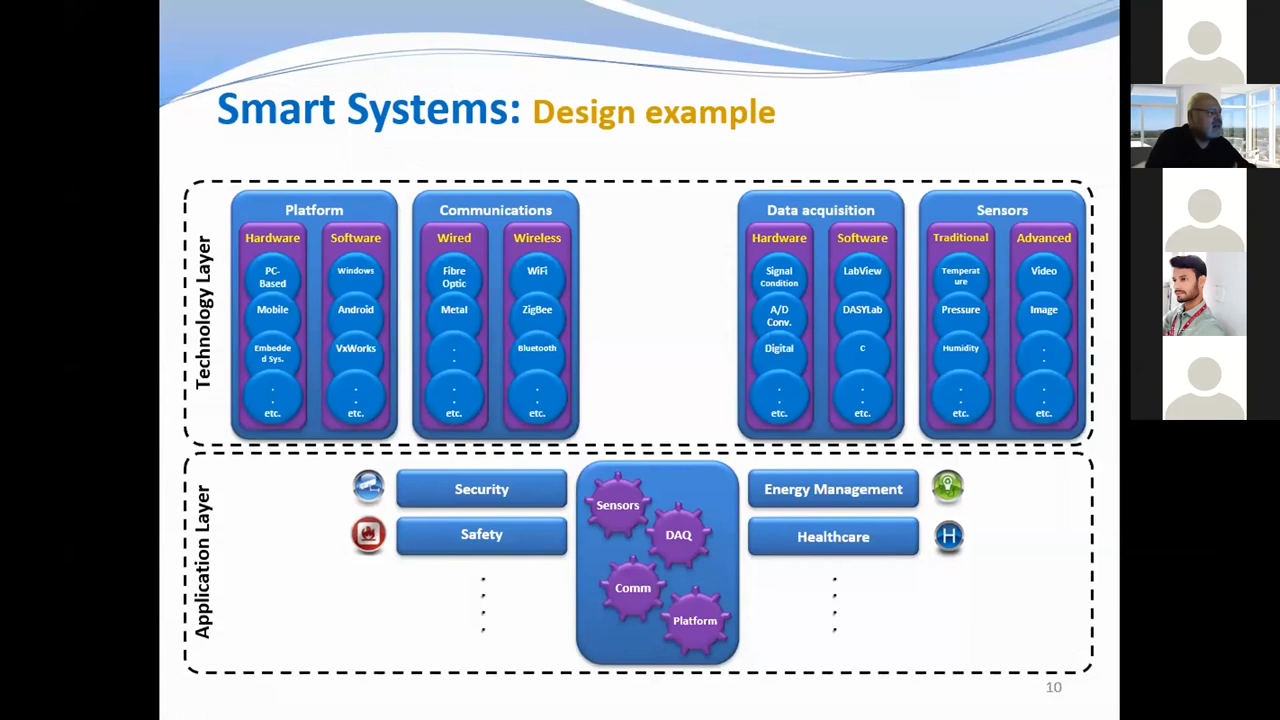 Smart Systems: Design example
Technology Layer
Platform
Hardware
PC-
Based
Mobile
Embedde
d Sys.
.
.
etc.
Software
Windows
Android
VxWorks
.
.
etc.
Communications
Wired
Fibre
Optic
Metal
.
.
.
.
etc.
Wireless
WiFi
ZigBee
Bluetooth
.
.
etc.
Data acquisition
Hardware
Signal
Condition
A/D
Conv.
Digital
.
.
etc.
Software
LabView
DASYLab
C
.
.
etc.
Sensors
Traditional
Temperat
ure
Pressure
Humidity
.
.
etc.
Advanced
Video
Image
.
.
.
.
etc.
Application Layer
Security
Safety
.
.
.
.
Sensors
DAQ
Comm
Platform
Energy Management
Healthcare
H
.
.
.
.
10